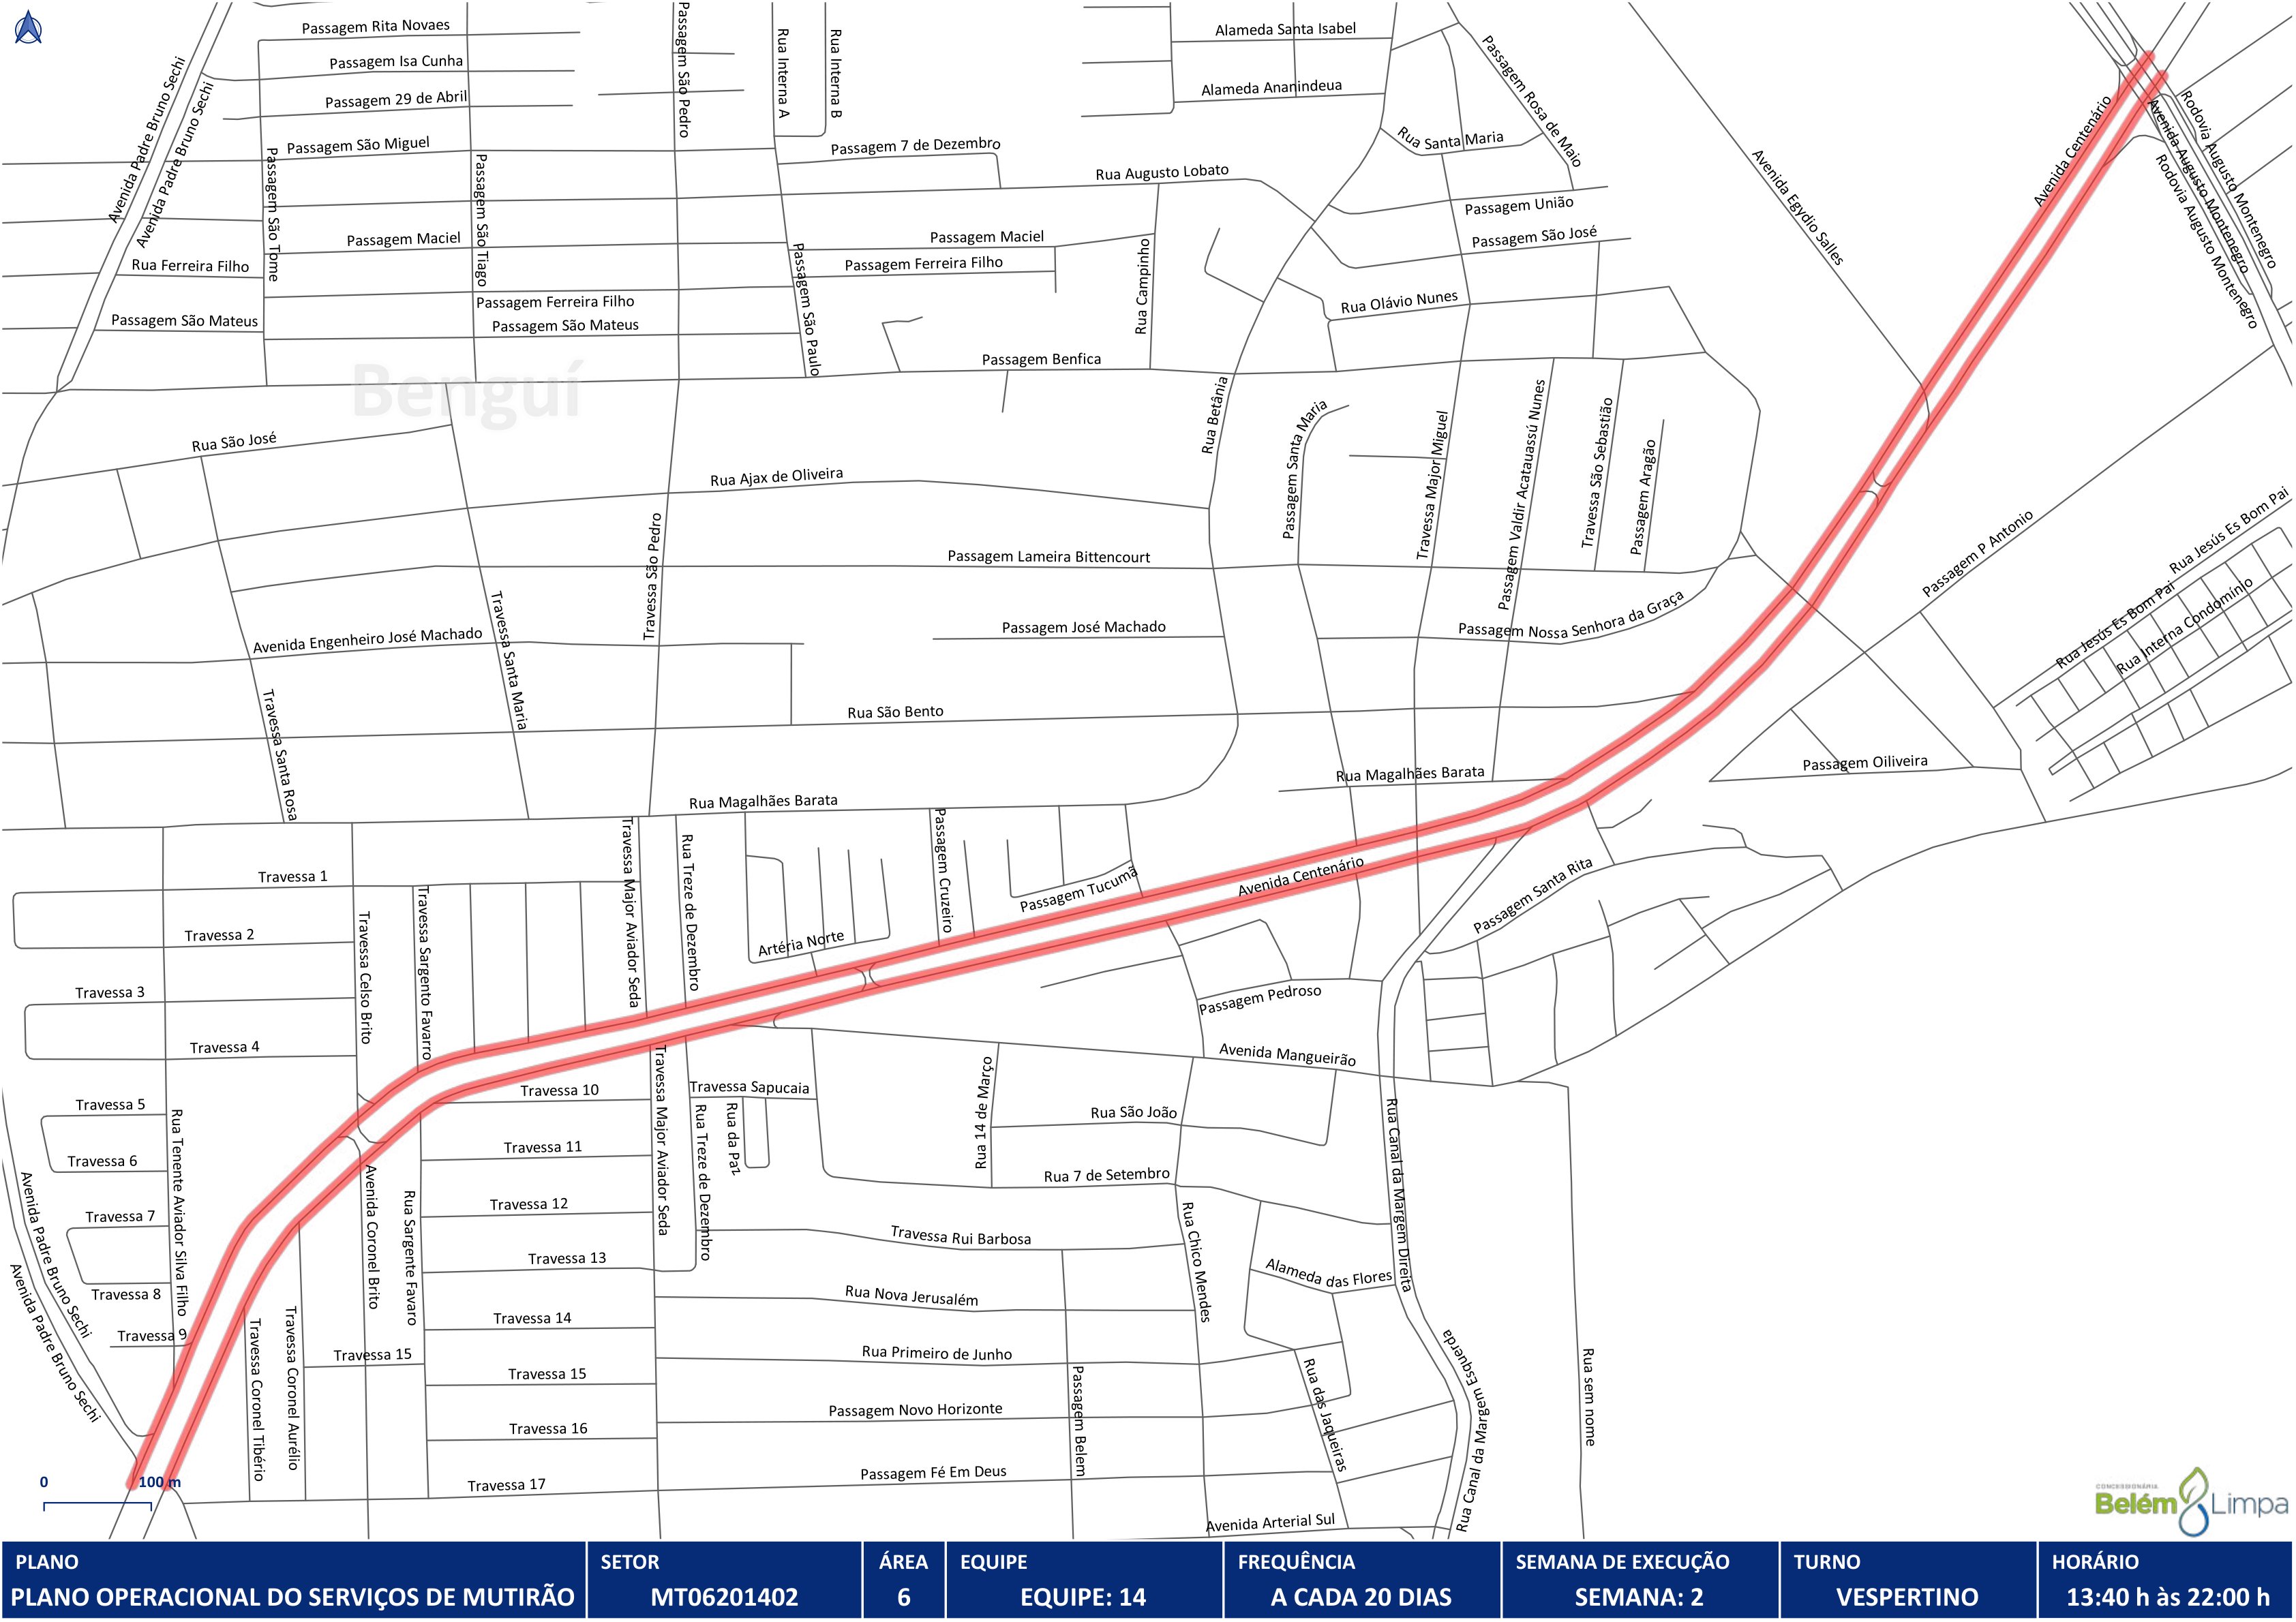 Passagem Rita Novaes
Passagem Isa Cunha
Passagem 29 de Abril
Passagem São Miguel
Avenida Padre Bruno Sechi
Avenida Padre Bruno Sechi
Passagem São Tome
Passagem São Tiago
Passagem São Pedro
Rua Interna A
Rua Interna B
Passagem 7 de Dezembro
Rua Augusto Lobato
Alameda Santa Isabel
Alameda Ananindeua
Passagem Rosa de Maio
Rua Santa Maria
Passagem União
Passagem São José
Avenida Egydio Salles
Avenida Centenário
Rodovia Augusto Montenegro
Avenida Augusto Montenegro
Rodovia Augusto Montenegro
Passagem Maciel
Passagem Maciel
Rua Ferreira Filho
Passagem Ferreira Filho
Passagem Ferreira Filho
Passagem São Mateus
Passagem São Mateus
Passagem São Paulo
Rua Campinho
Rua Olávio Nunes
Passagem Benfica
Benguí
Rua São José
Rua Ajax de Oliveira
Rua Betânia
Passagem Santa Maria
Travessa Major Miguel
Passagem Valdir Acatauassú Nunes
Travessa São Sebastião
Passagem Aragão
Passagem Lameira Bittencourt
Travessa São Pedro
Travessa Santa Maria
Avenida Engenheiro José Machado
Passagem José Machado
Passagem Nossa Senhora da Graça
Passagem P Antonio
Rua Jesús Es Bom Pai
Rua Jesús Es Bom Pai
Rua Interna Condomínio
Travessa Santa Rosa
Rua São Bento
Passagem Oiliveira
Rua Magalhães Barata
Rua Magalhães Barata
Travessa 1
Travessa 2
Travessa 3
Travessa 4
Travessa Celso Brito
Travessa Sargento Favarro
Travessa Major Aviador Seda
Rua Treze de Dezembro
Artéria Norte
Passagem Cruzeiro
Passagem Tucumã
Avenida Centenário
Passagem Santa Rita
Passagem Pedroso
Avenida Mangueirão
Travessa 5
Travessa 6
Travessa 7
Travessa 8
Travessa 9
Rua Tenente Aviador Silva Filho
Avenida Padre Bruno Sechi
Avenida Padre Bruno Sechi
Travessa 10
Travessa 11
Travessa 12
Travessa 13
Travessa 14
Travessa 15
Travessa 15
Travessa 16
Travessa 17
Avenida Coronel Brito
Rua Sargente Favaro
Travessa Coronel Tibério
Travessa Coronel Aurélio
Travessa Major Aviador Seda
Travessa Sapucaia
Rua Treze de Dezembro
Rua da Paz
Rua 14 de Março
Rua São João
Rua 7 de Setembro
Travessa Rui Barbosa
Rua Chico Mendes
Rua Nova Jerusalém
Rua Primeiro de Junho
Passagem Novo Horizonte
Passagem Belem
Passagem Fé Em Deus
Avenida Arterial Sul
Alameda das Flores
Rua das Jaqueiras
Rua Canal da Margem Direita
Rua Canal da Margem Esquerda
Rua sem nome
0
100 m
CONCESSIONÁRIA
Belém Limpa
PLANO
PLANO OPERACIONAL DO SERVIÇOS DE MUTIRÃO
SETOR
MT06201402
ÁREA
6
EQUIPE
EQUIPE: 14
FREQUÊNCIA
A CADA 20 DIAS
SEMANA DE EXECUÇÃO
SEMANA: 2
TURNO
VESPERTINO
HORÁRIO
13:40 h às 22:00 h